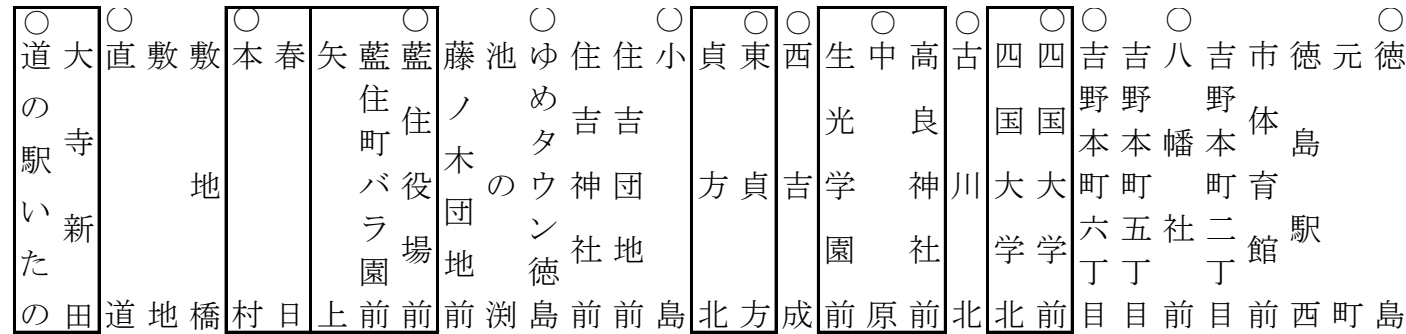 ○徳島
元町
徳島駅西
市体育館前
吉野本町二丁目
○八幡社前
吉野本町五丁目
○吉野本町六丁目
○四国大学前
四国大学北
○古川北
高良神社前
○中原
生光学園前
○西吉成
○東貞方
貞方北
○小島
住吉団地前
住吉神社前
○ゆめタウン徳島
池の渕
藤ノ木団地前
○藍住役場前
藍住町バラ園前
矢上
春日
○本村
敷地橋
敷地
○直道
大寺新田
○道の駅いたの